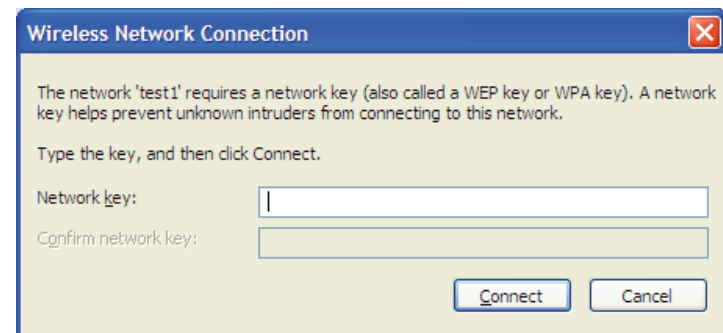 Wireless Network Connection
The network 'test1' requires a network key (also called a WEP key or WPA key). A network
key helps prevent unknown intruders from connecting to this network.
Type the key, and then click Connect.
Network key:
Confirm network key:
Connect Cancel